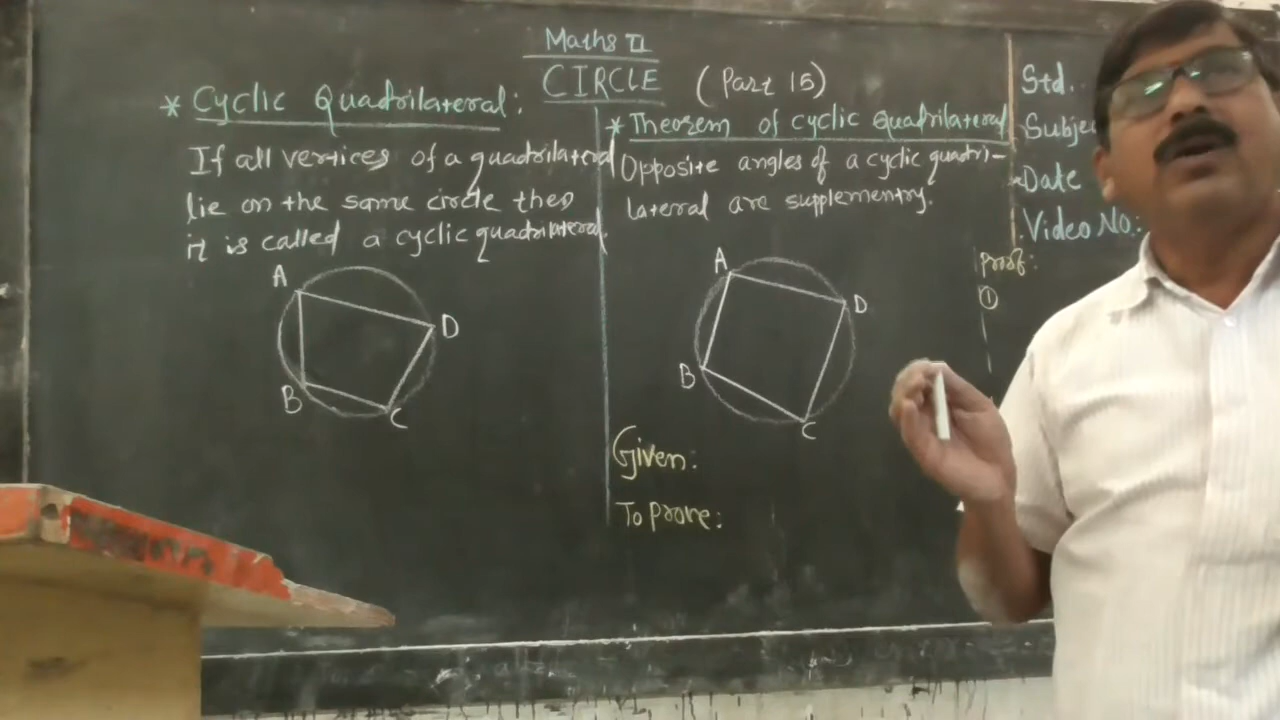 Maths II
CIRCLE (Part 15)
* Cyclic Quadrilateral:
If all vertices of a quadrilateral
lie on the same circle then
it is called a cyclic quadrilateral.
A
D
B
C
* Theorem of cyclic Quadrilateral
Opposite angles of a cyclic quadri-
lateral are supplementry.
A
D
B
C
Given:
To prove:
Std.
Subje
Date
Video No.:
Proof:
①